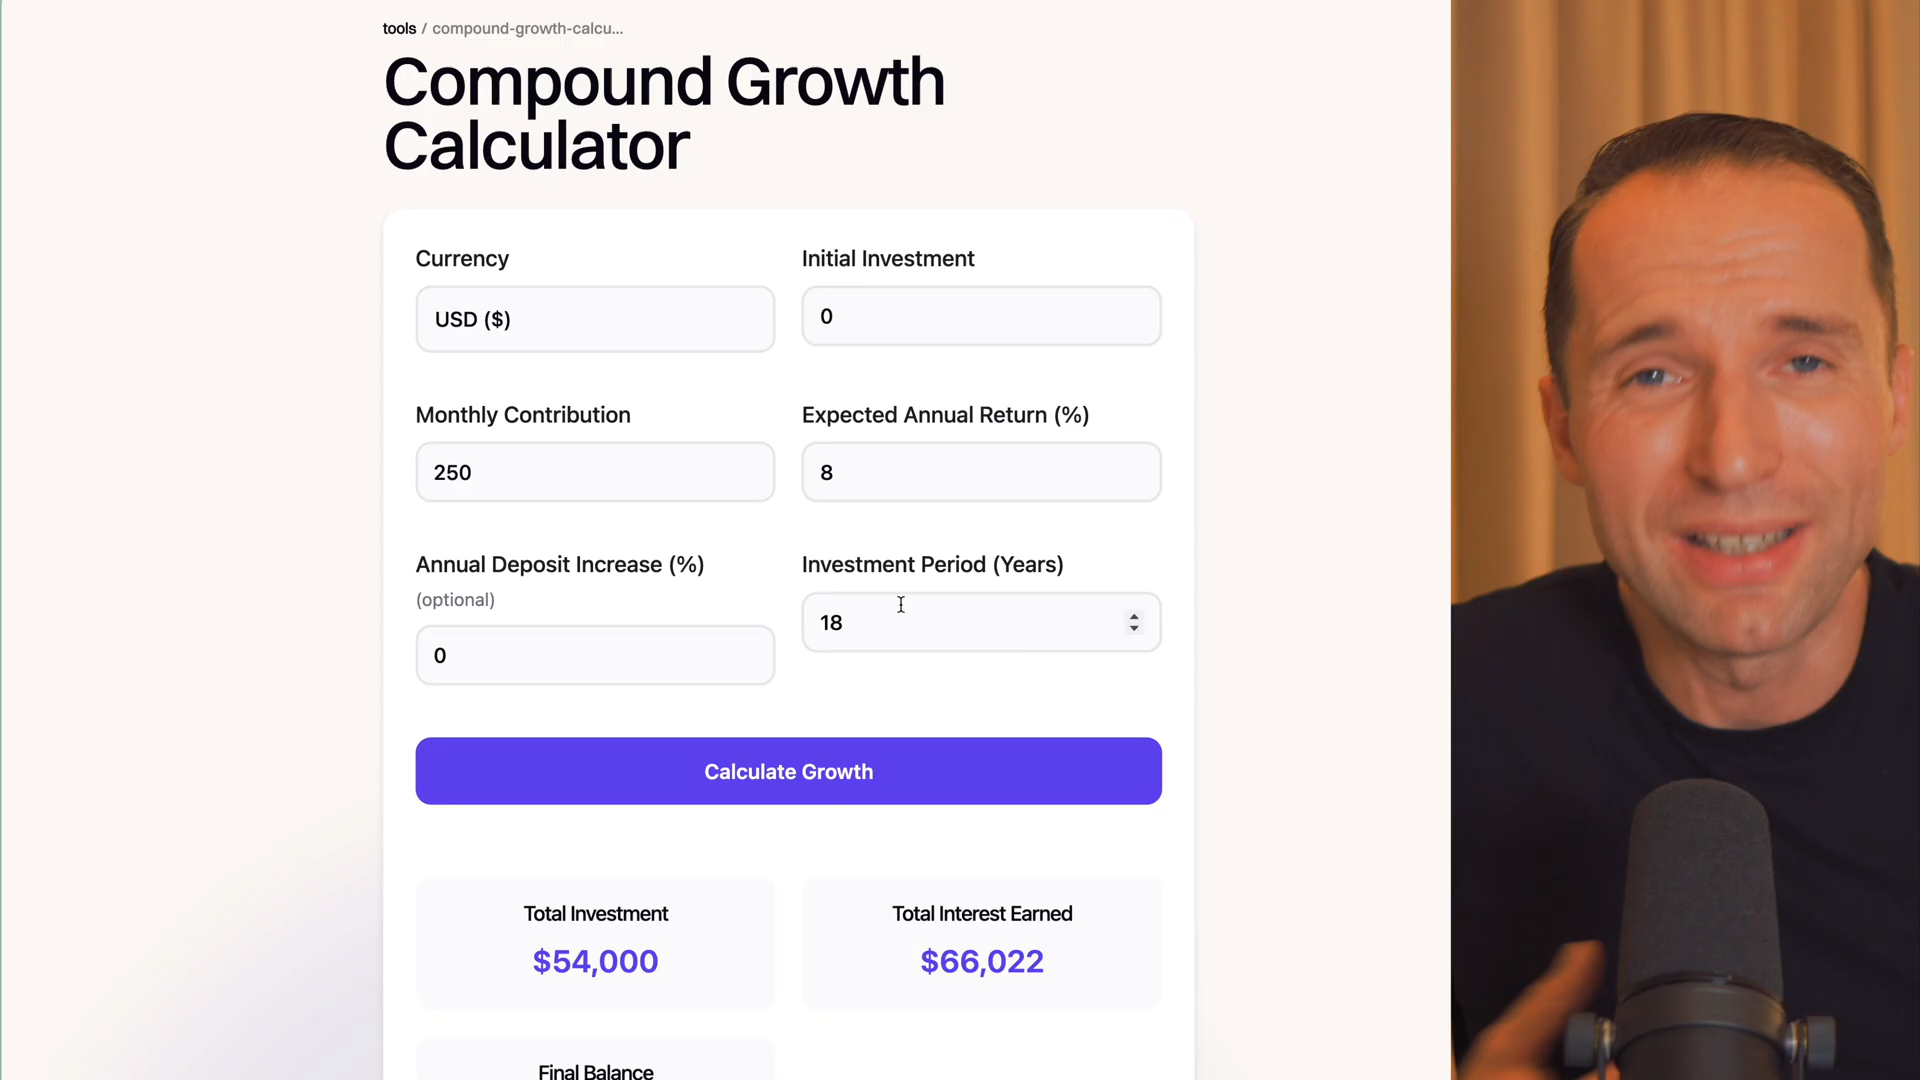 tools / compound-growth-calcu...
Compound Growth
Calculator
Currency
Initial Investment
USD ($)
0
Monthly Contribution
Expected Annual Return (%)
250
8
Annual Deposit Increase (%)
Investment Period (Years)
(optional)
18
0
Calculate Growth
Total Investment
Total Interest Earned
$54,000
$66,022
Final Balance